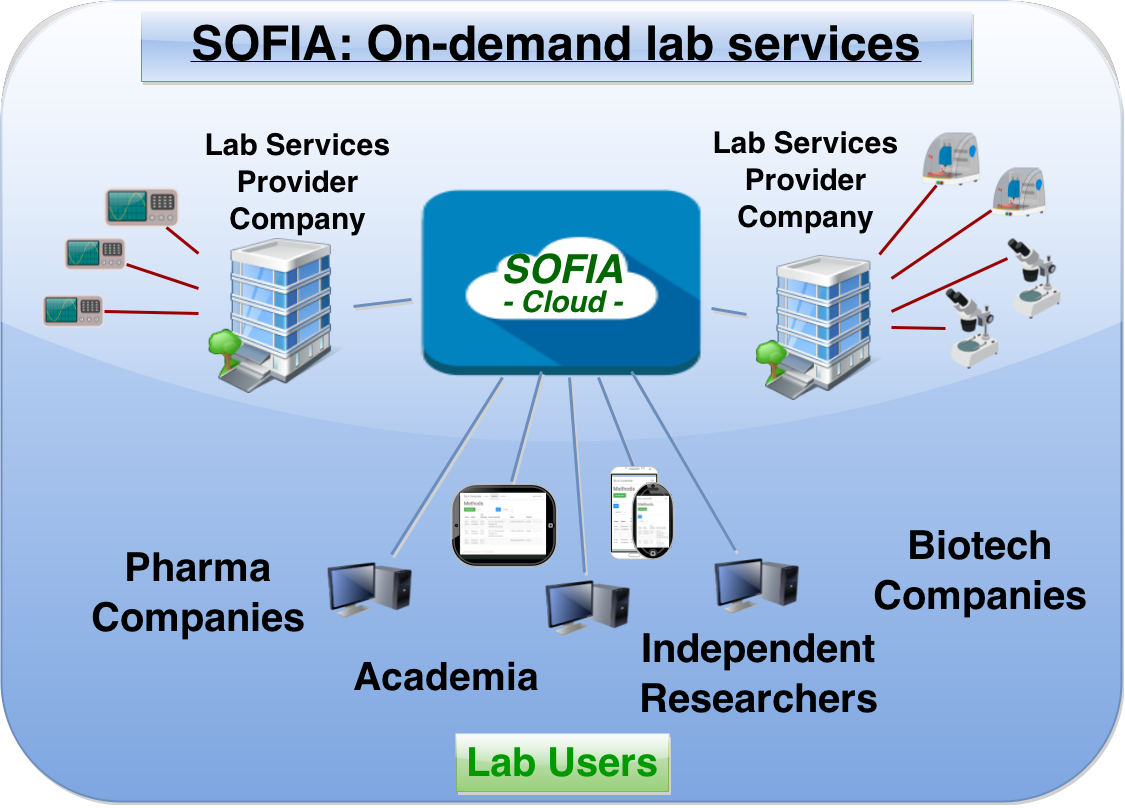 SOFIA: On-demand lab services
Lab Services
Provider
Company
Lab Services
Provider
Company
SOFIA
- Cloud -
Methods
Methods
Pharma
Companies
Academia
Independent
Researchers
Biotech
Companies
Lab Users